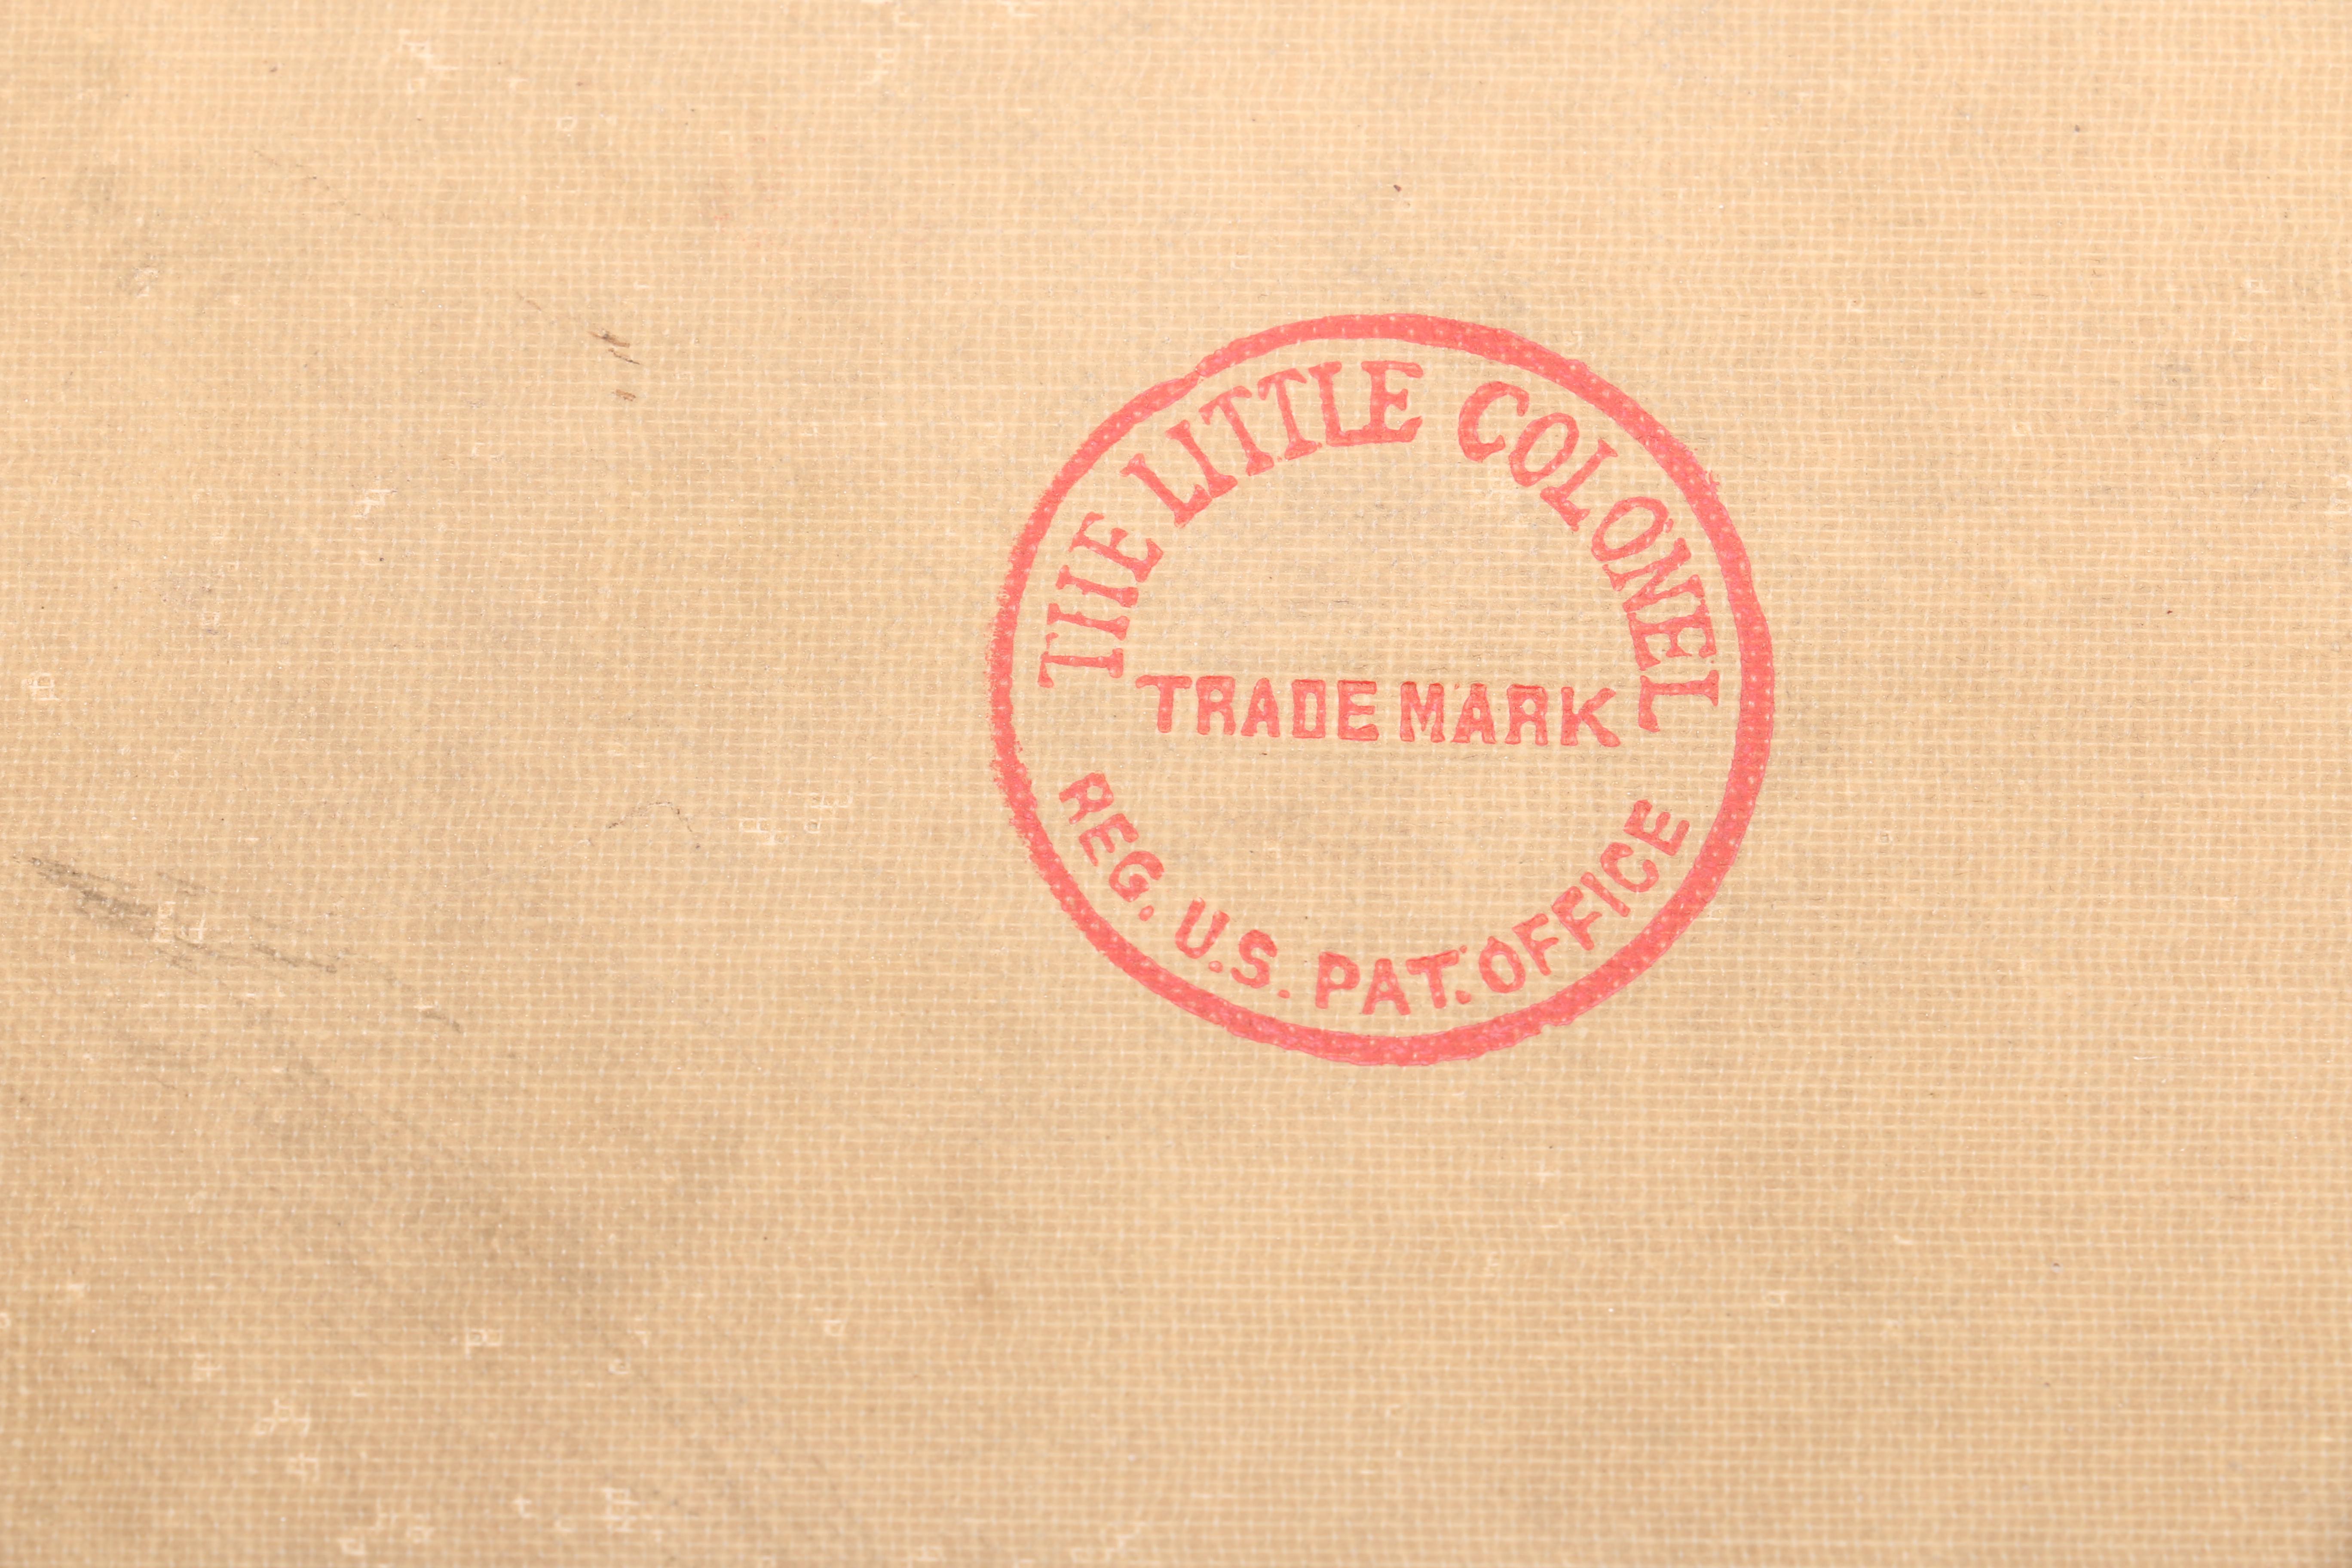 THE LITTLE COLONEL
TRADE MARK
REG. U.S. PAT. OFFICE